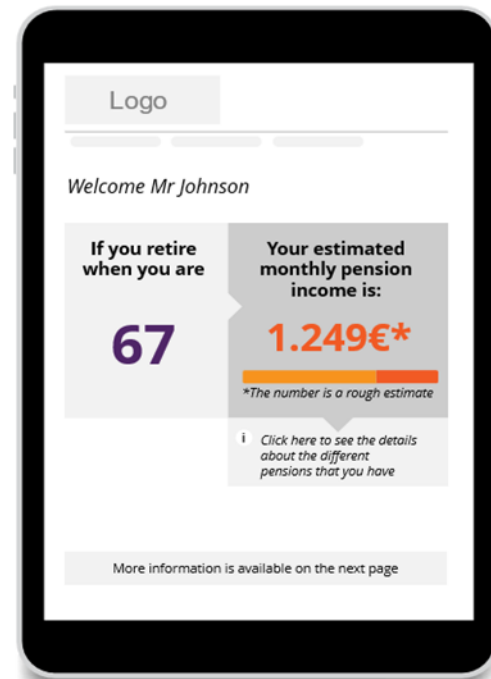 Logo
Welcome Mr Johnson
If you retire
when you are
67
Your estimated
monthly pension
income is:
1.249€*
*The number is a rough estimate
i
Click here to see the details
about the different
pensions that you have
More information is available on the next page